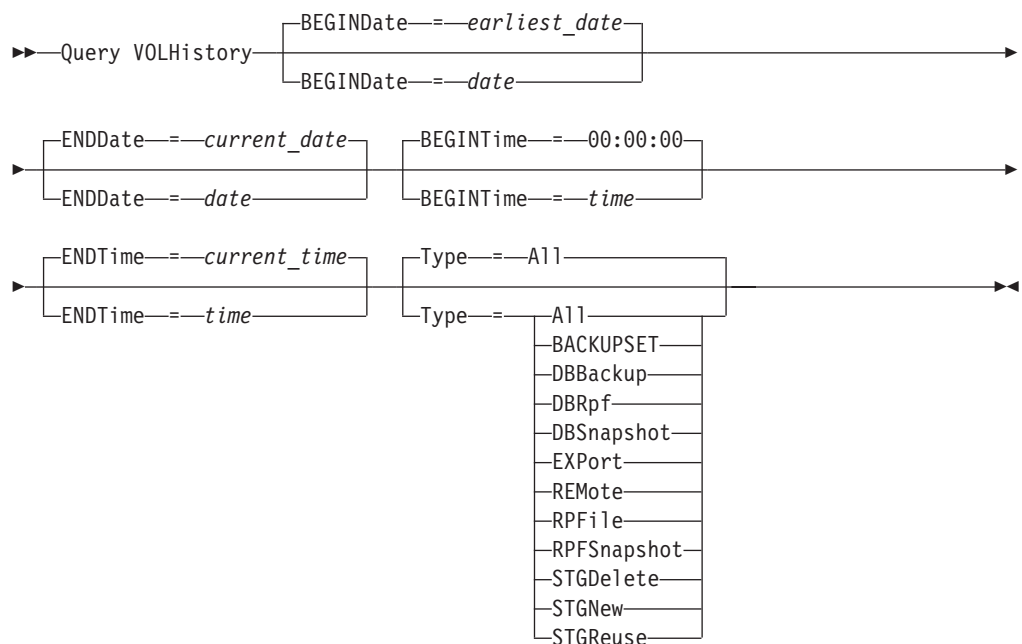 BEGINDate = earliest_date
Query VOLHistory
BEGINDate = date
ENDDate = current_date BEGINTime = 00:00:00
ENDDate = date BEGINTime = time
ENDTime = current_time Type = All
ENDTime = time Type = All
BACKUPSET
DBBackup
DBRpf
DBSnapshot
EXPort
REMote
RPFile
RPFSnapshot
STGDelete
STGNew
STGReuse